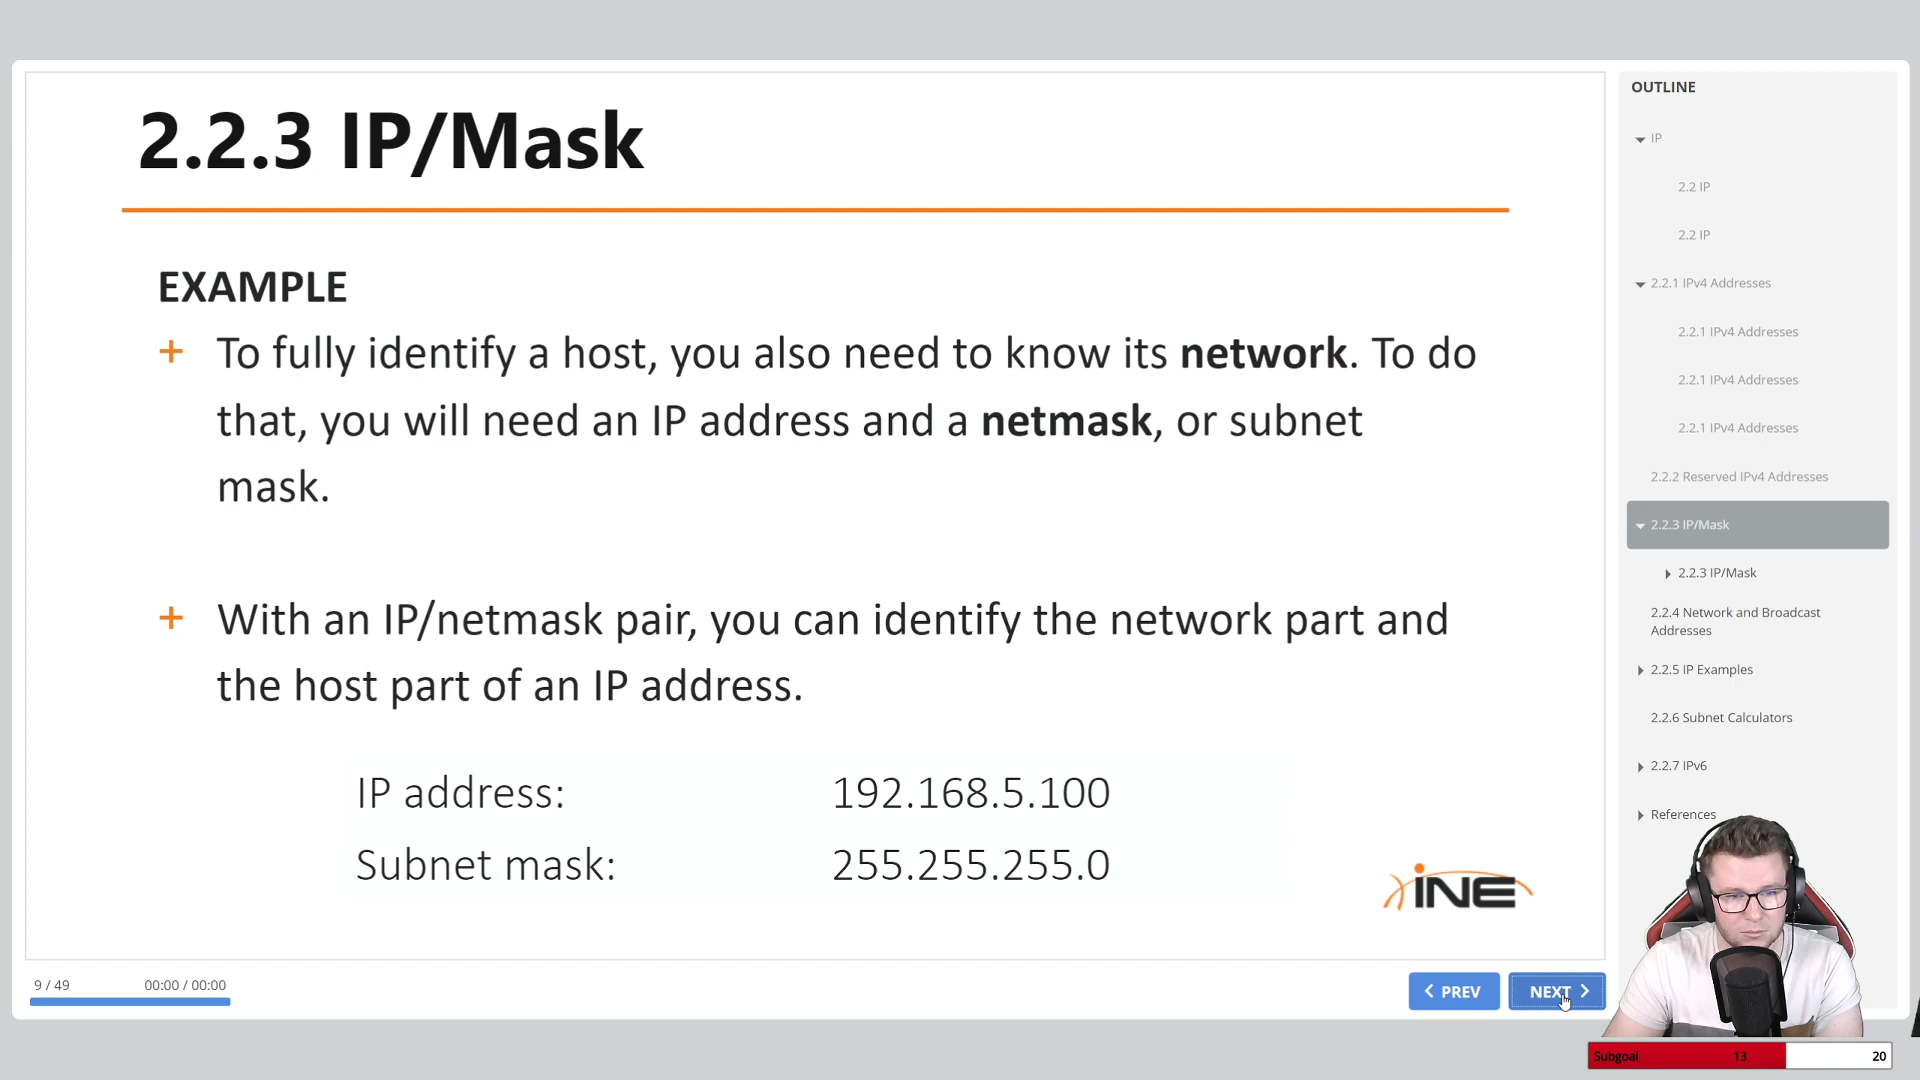 2.2.3 IP/Mask
EXAMPLE
+ To fully identify a host, you also need to know its network. To do
that, you will need an IP address and a netmask, or subnet
mask.
+ With an IP/netmask pair, you can identify the network part and
the host part of an IP address.
IP address: 192.168.5.100
Subnet mask: 255.255.255.0
INE
9 / 49
00:00 / 00:00
PREV
NEXT
OUTLINE
IP
2.2 IP
2.2 IP
2.2.1 IPv4 Addresses
2.2.1 IPv4 Addresses
2.2.1 IPv4 Addresses
2.2.1 IPv4 Addresses
2.2.2 Reserved IPv4 Addresses
2.2.3 IP/Mask
2.2.3 IP/Mask
2.2.4 Network and Broadcast
Addresses
2.2.5 IP Examples
2.2.6 Subnet Calculators
2.2.7 IPv6
References
Subgoal 13 20